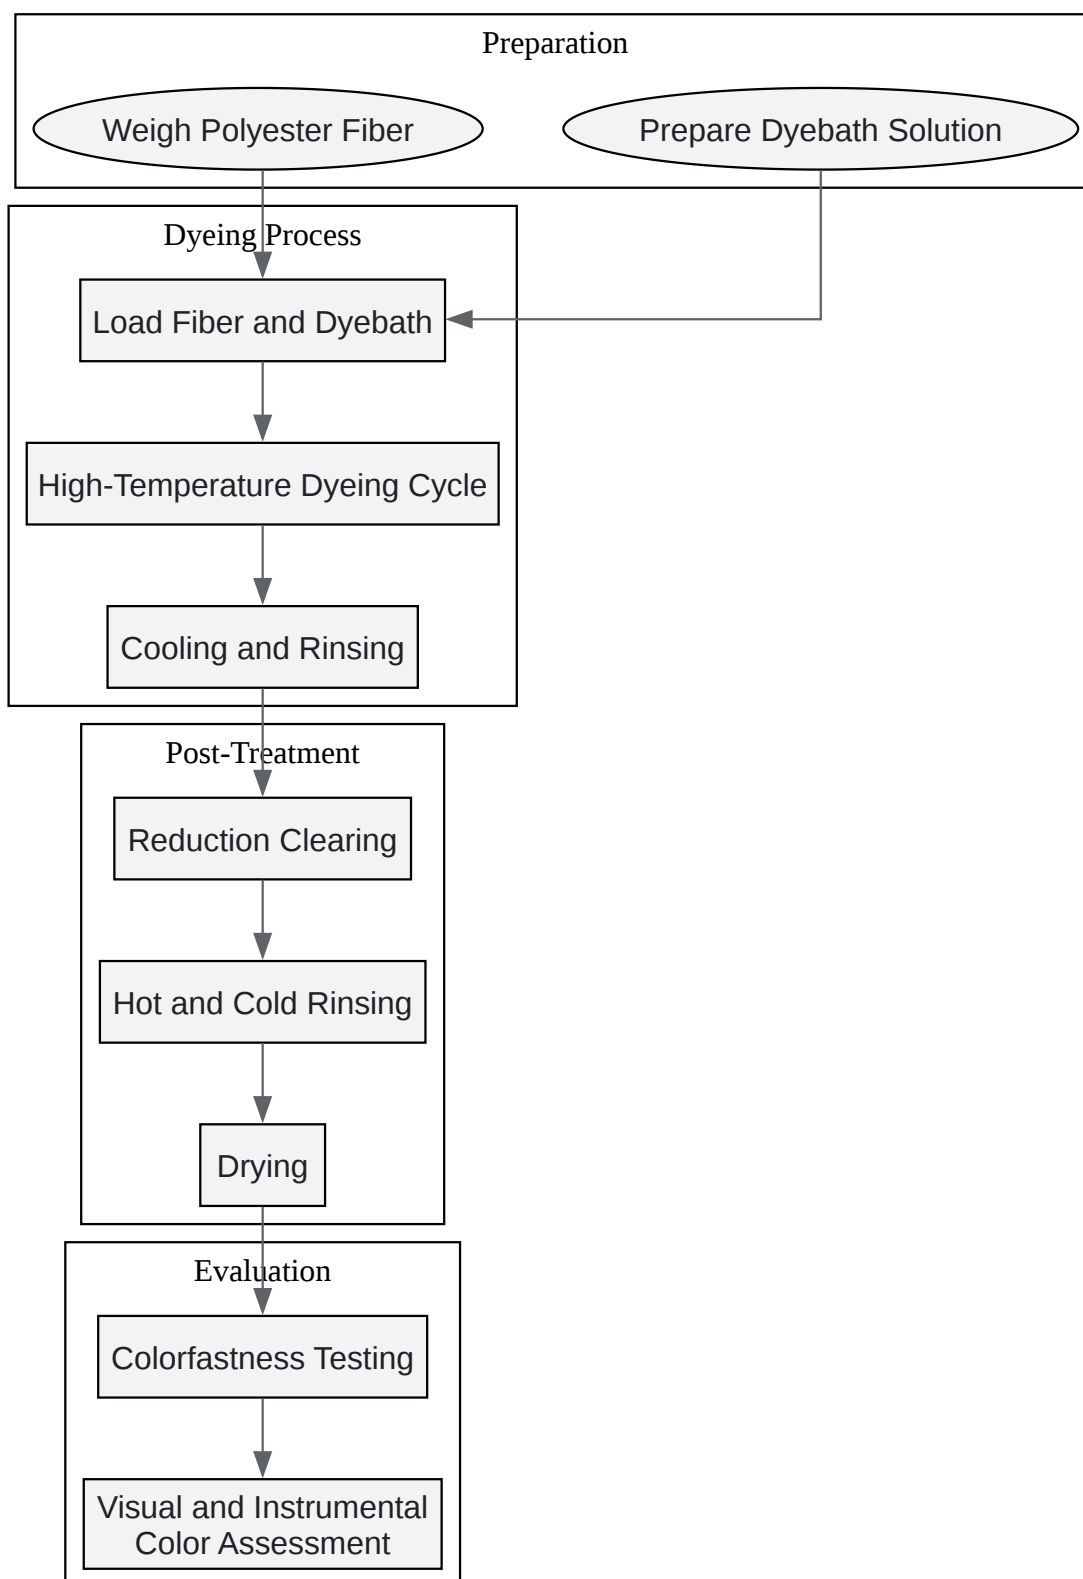 Preparation
Weigh Polyester Fiber
Prepare Dyebath Solution
Dyeing Process
Load Fiber and Dyebath
High-Temperature Dyeing Cycle
Cooling and Rinsing
Post-Treatment
Reduction Clearing
Hot and Cold Rinsing
Drying
Evaluation
Colorfastness Testing
Visual and Instrumental
Color Assessment